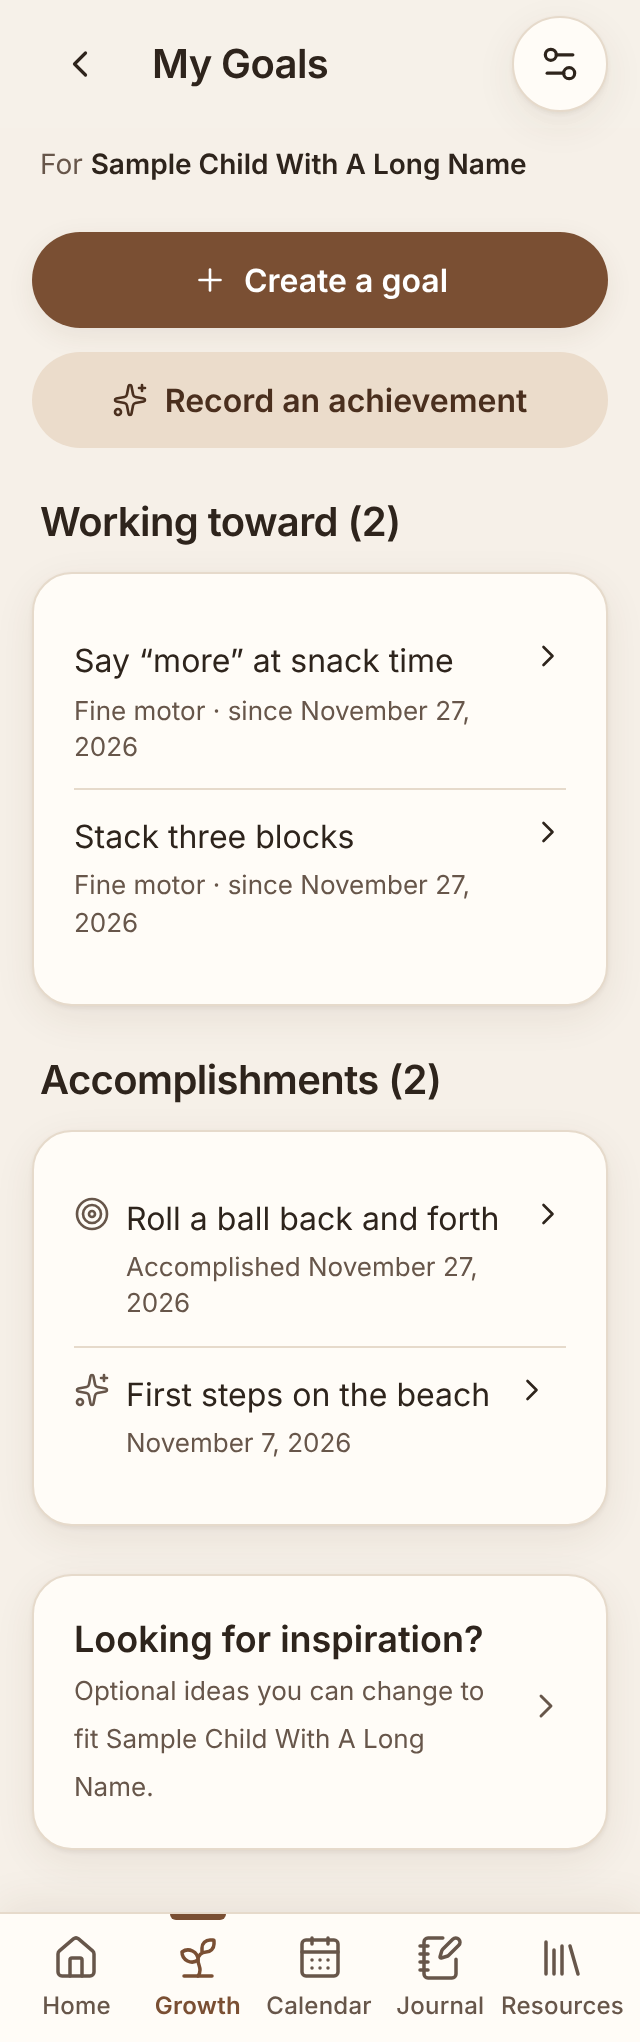 My Goals
For Sample Child With A Long Name
Create a goal
Record an achievement
Working toward (2)
Say “more” at snack time
Fine motor · since November 27,
2026
Stack three blocks
Fine motor · since November 27,
2026
Accomplishments (2)
Roll a ball back and forth
Accomplished November 27,
2026
First steps on the beach
November 7, 2026
Looking for inspiration?
Optional ideas you can change to
fit Sample Child With A Long
Name.
Home Growth Calendar Journal Resources